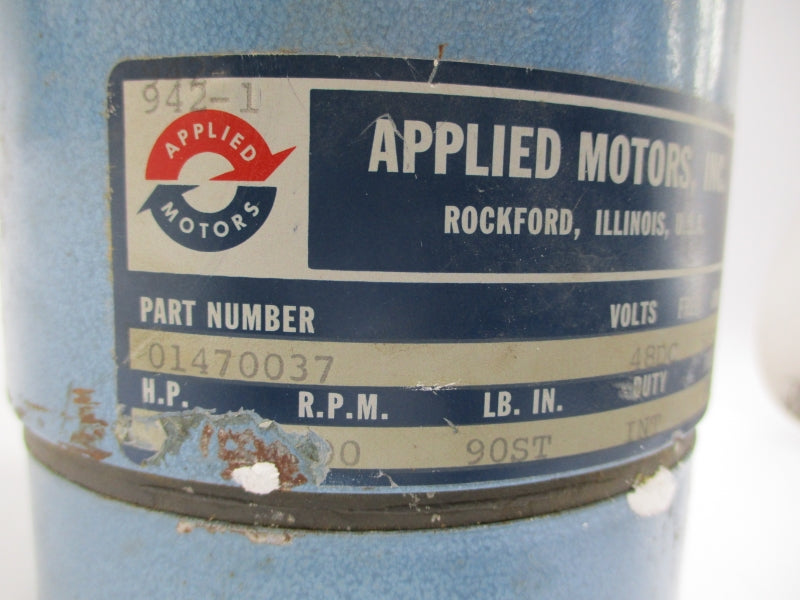 942-1
APPLIED
MOTORS
APPLIED MOTORS, INC.
ROCKFORD, ILLINOIS, U.S.A.
PART NUMBER VOLTS
01470037 48DC
H.P. R.P.M. LB. IN. DUTY
90ST INT